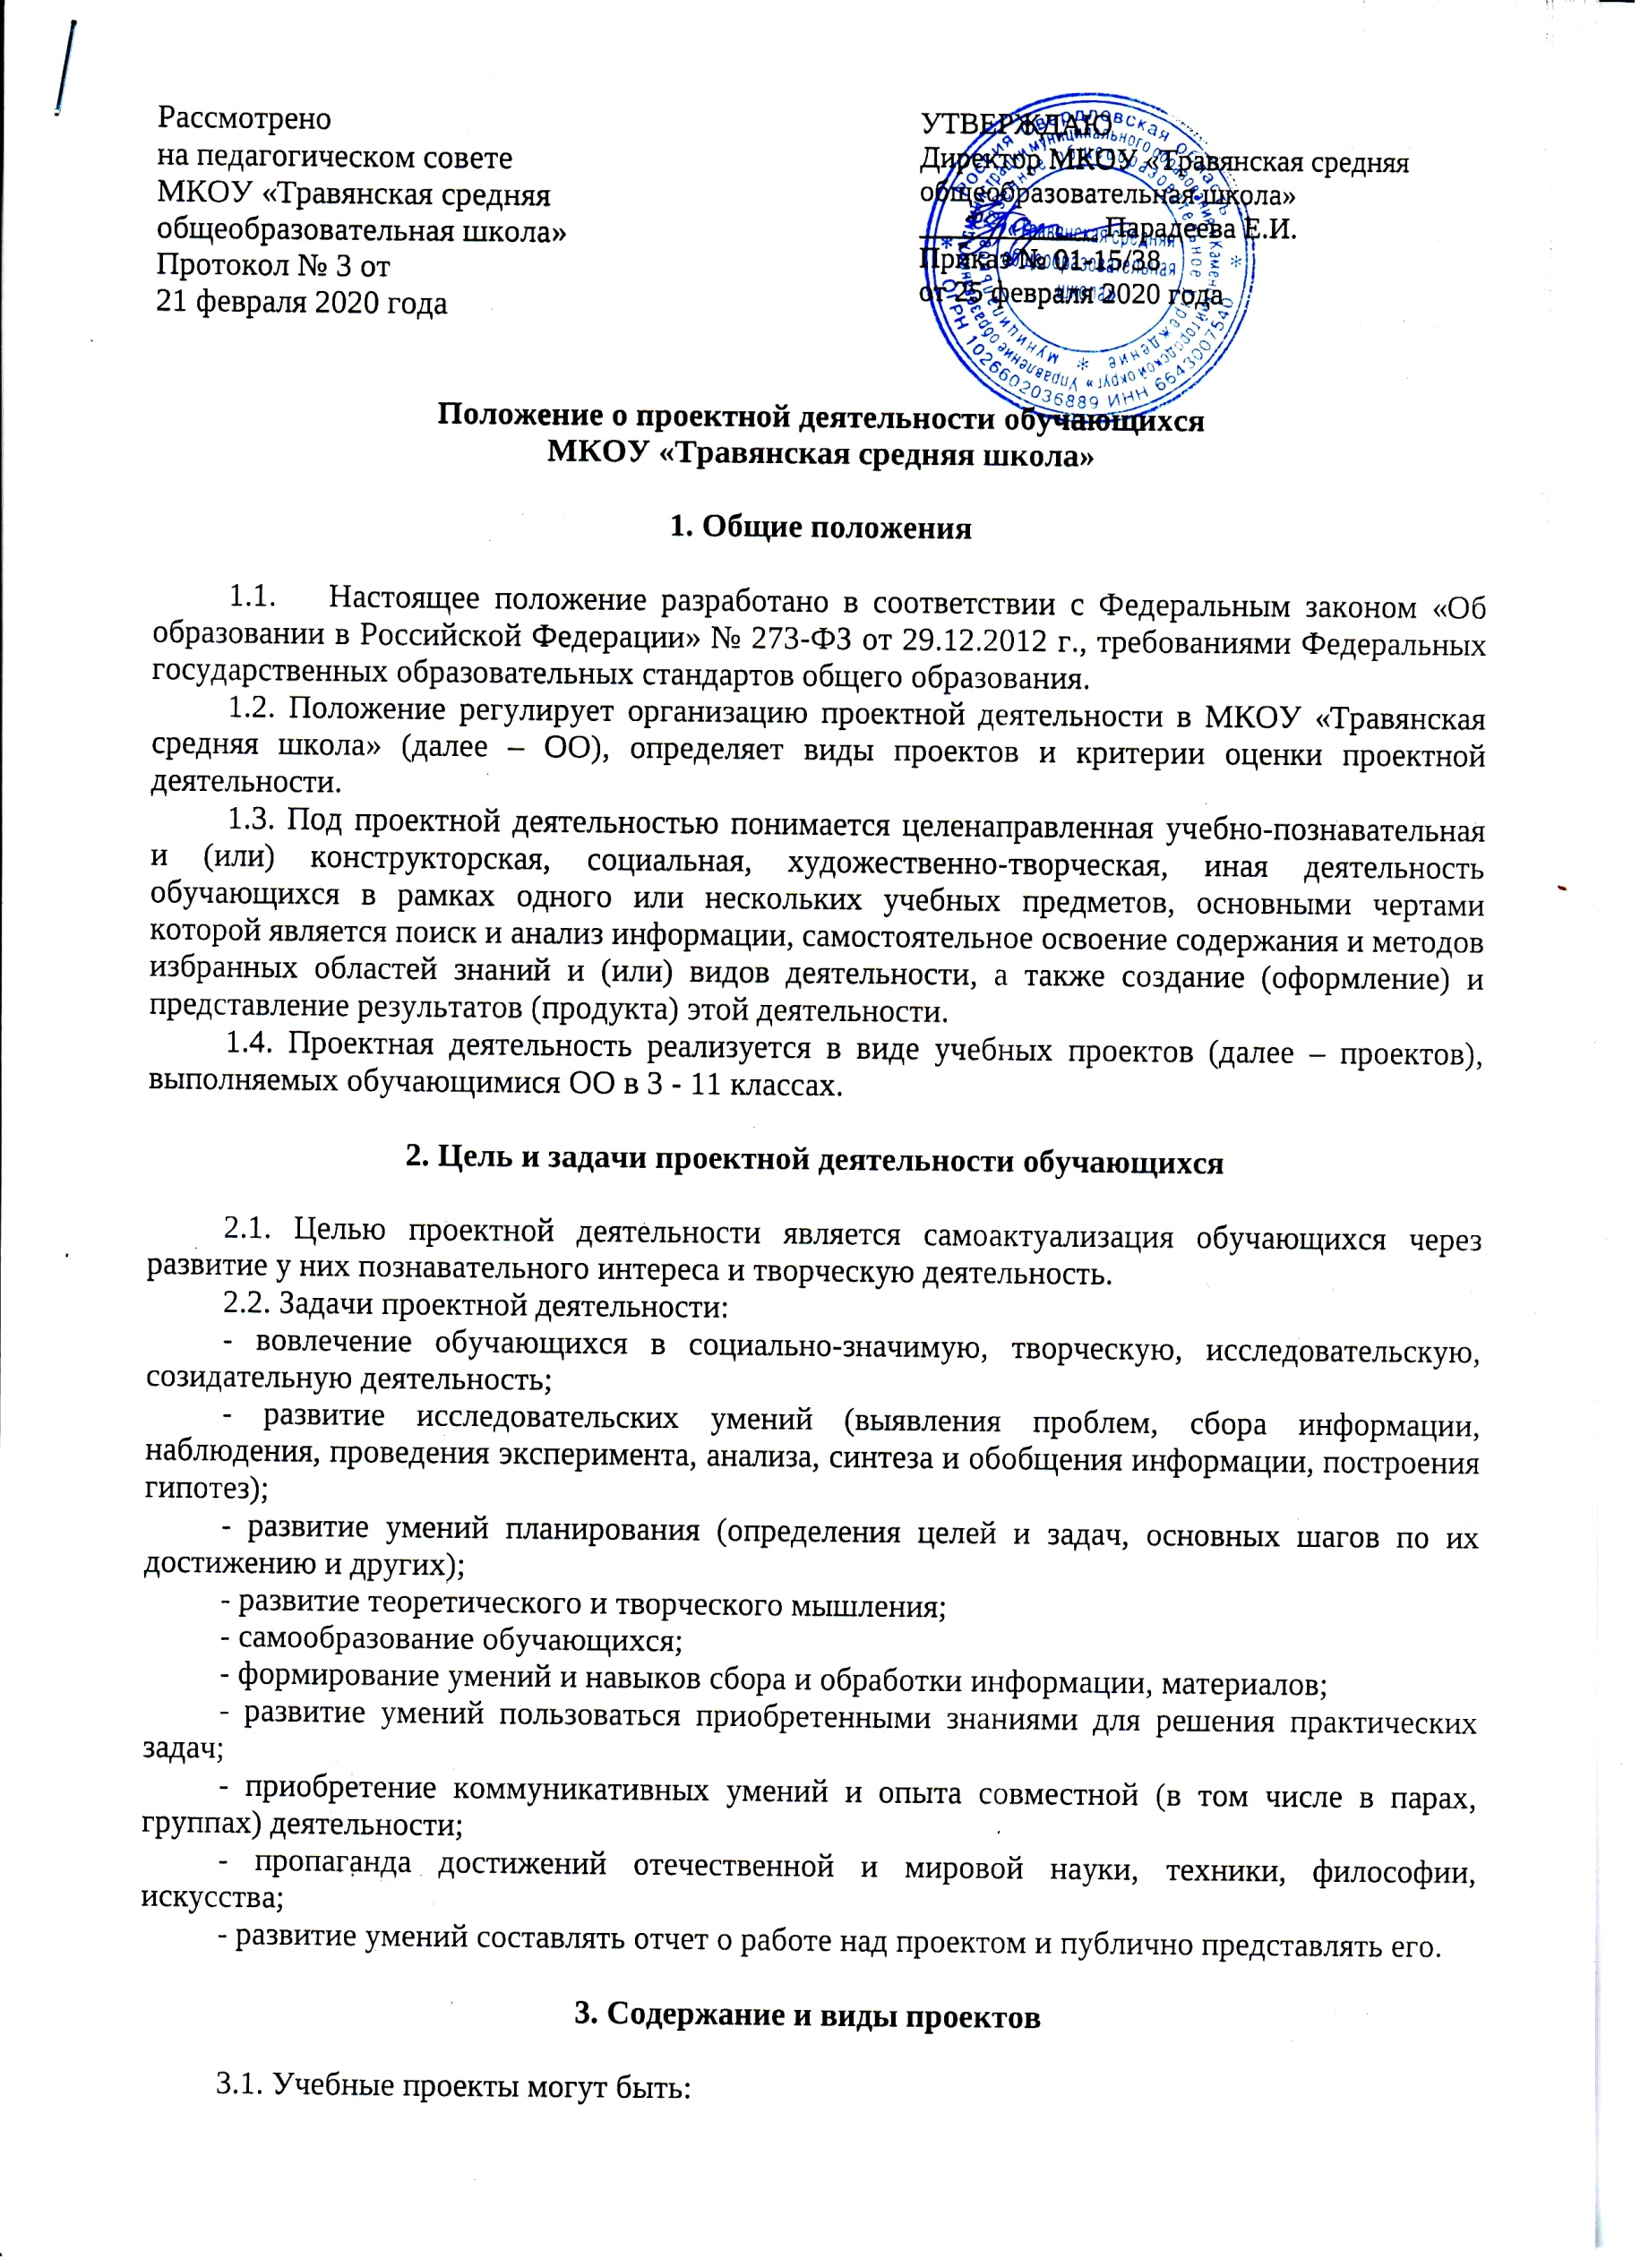 Рассмотрено
на педагогическом совете
МКОУ «Травянская средняя
общеобразовательная школа»
Протокол № 3 от
21 февраля 2020 года
УТВЕРЖДАЮ
Директор МКОУ «Травянская средняя
общеобразовательная школа»
Парадеева Е.И.
Приказ № 01-15/38
от 25 февраля 2020 года
Россия Свердловская область
ОГРН 1026602036889 ИНН 6643007540
«Травянская средняя
общеобразовательная
школа»
Положение о проектной деятельности обучающихся
МКОУ «Травянская средняя школа»
1. Общие положения
1.1. Настоящее положение разработано в соответствии с Федеральным законом «Об
образовании в Российской Федерации» № 273-ФЗ от 29.12.2012 г., требованиями Федеральных
государственных образовательных стандартов общего образования.
1.2. Положение регулирует организацию проектной деятельности в МКОУ «Травянская
средняя школа» (далее – ОО), определяет виды проектов и критерии оценки проектной
деятельности.
1.3. Под проектной деятельностью понимается целенаправленная учебно-познавательная
и (или) конструкторская, социальная, художественно-творческая, иная деятельность
обучающихся в рамках одного или нескольких учебных предметов, основными чертами
которой является поиск и анализ информации, самостоятельное освоение содержания и методов
избранных областей знаний и (или) видов деятельности, а также создание (оформление) и
представление результатов (продукта) этой деятельности.
1.4. Проектная деятельность реализуется в виде учебных проектов (далее – проектов),
выполняемых обучающимися ОО в 3 - 11 классах.
2. Цель и задачи проектной деятельности обучающихся
2.1. Целью проектной деятельности является самоактуализация обучающихся через
развитие у них познавательного интереса и творческую деятельность.
2.2. Задачи проектной деятельности:
- вовлечение обучающихся в социально-значимую, творческую, исследовательскую,
созидательную деятельность;
- развитие исследовательских умений (выявления проблем, сбора информации,
наблюдения, проведения эксперимента, анализа, синтеза и обобщения информации, построения
гипотез);
- развитие умений планирования (определения целей и задач, основных шагов по их
достижению и других);
- развитие теоретического и творческого мышления;
- самообразование обучающихся;
- формирование умений и навыков сбора и обработки информации, материалов;
- развитие умений пользоваться приобретенными знаниями для решения практических
задач;
- приобретение коммуникативных умений и опыта совместной (в том числе в парах,
группах) деятельности;
- пропаганда достижений отечественной и мировой науки, техники, философии,
искусства;
- развитие умений составлять отчет о работе над проектом и публично представлять его.
3. Содержание и виды проектов
3.1. Учебные проекты могут быть: